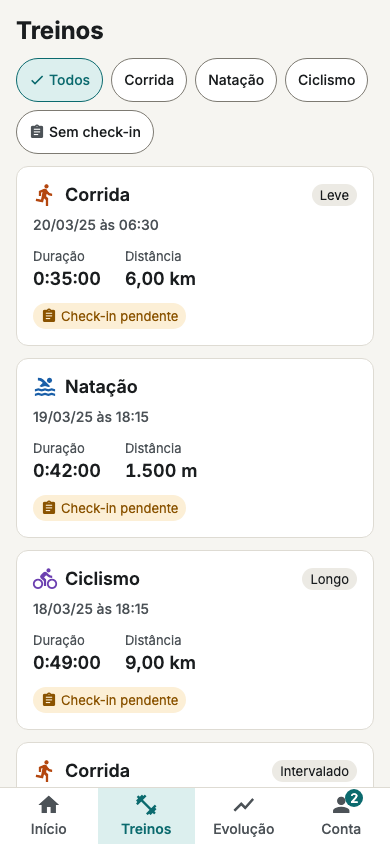 Treinos
Todos
Corrida
Natação
Ciclismo
Sem check-in
Corrida
Leve
20/03/25 às 06:30
Duração
Distância
0:35:00
6,00 km
Check-in pendente
Natação
19/03/25 às 18:15
Duração
Distância
0:42:00
1.500 m
Check-in pendente
Ciclismo
Longo
18/03/25 às 18:15
Duração
Distância
0:49:00
9,00 km
Check-in pendente
Corrida
Intervalado
Início
Treinos
Evolução
2
Conta